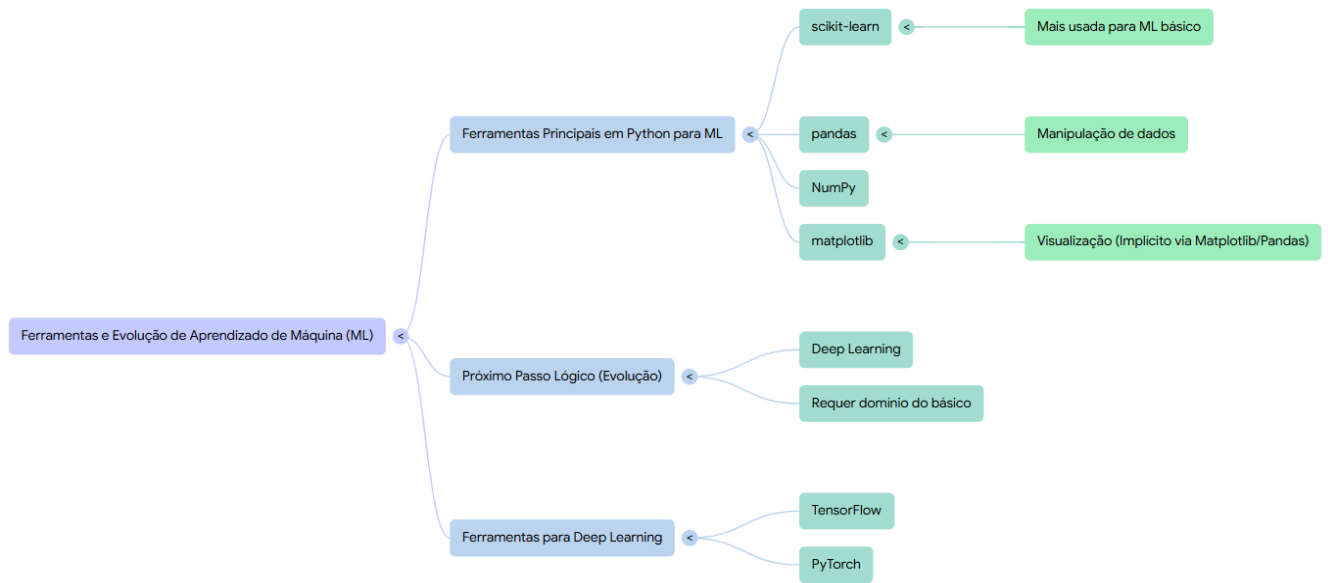 Ferramentas e Evolução de Aprendizado de Máquina (ML)
<
Ferramentas Principais em Python para ML
<
scikit-learn
<
Mais usada para ML básico
pandas
<
Manipulação de dados
NumPy
matplotlib
<
Visualização (Implícito via Matplotlib/Pandas)
Próximo Passo Lógico (Evolução)
<
Deep Learning
Requer domínio do básico
Ferramentas para Deep Learning
<
TensorFlow
PyTorch